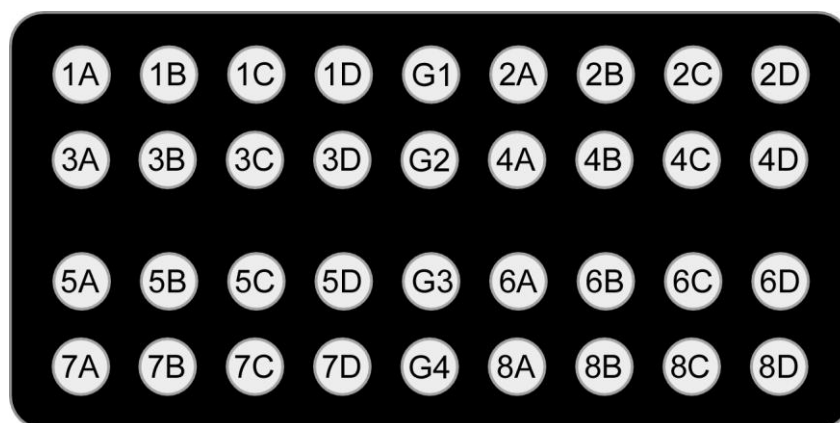 1A 1B 1C 1D G1 2A 2B 2C 2D
3A 3B 3C 3D G2 4A 4B 4C 4D
5A 5B 5C 5D G3 6A 6B 6C 6D
7A 7B 7C 7D G4 8A 8B 8C 8D